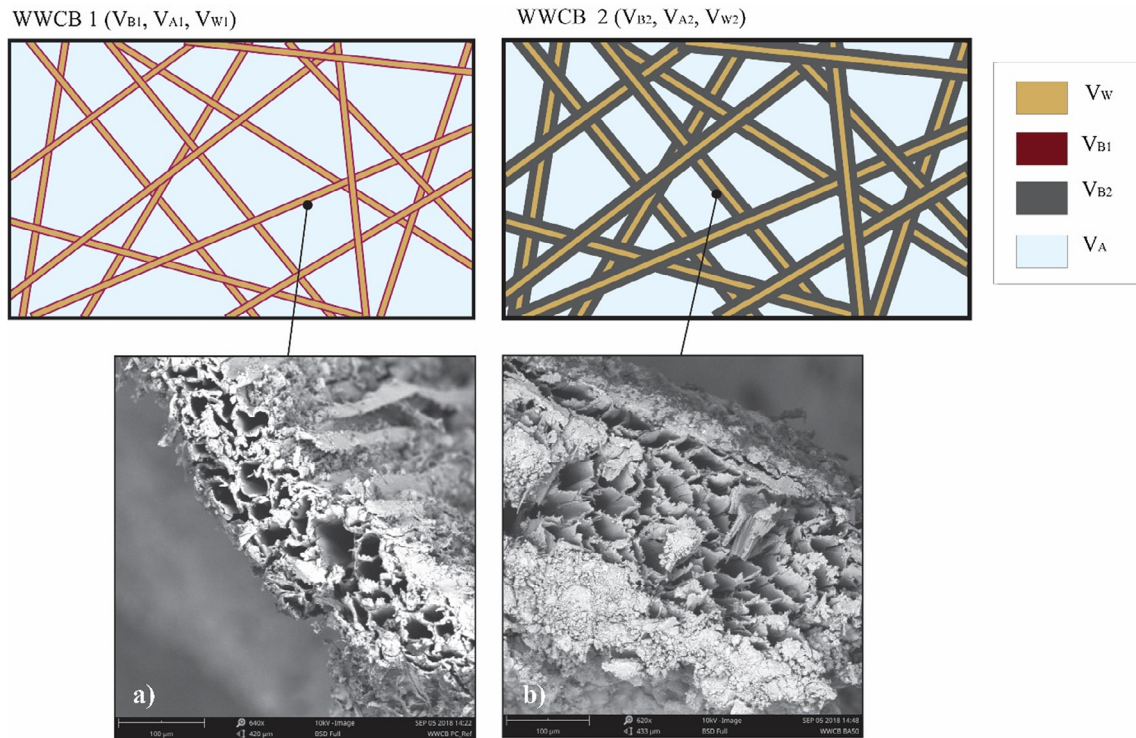 WWCB 1 (VB1, VA1, VW1)
WWCB 2 (VB2, VA2, VW2)
VW
VB1
VB2
VA
a)
b)
100 µm
640x
420 µm
10kV -Image
BSD Full
SEP 05 2018 14:22
WWCB PC_Ref
100 µm
620x
433 µm
10kV -Image
BSD Full
SEP 05 2018 14:48
WWCB BA50